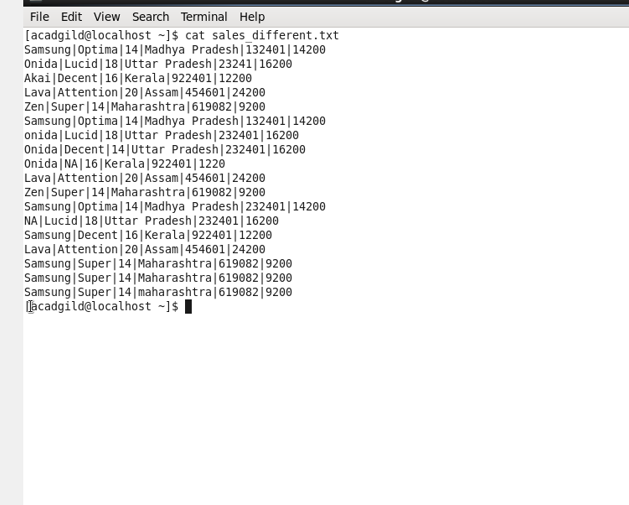 File Edit View Search Terminal Help
[acadgild@localhost ~]$ cat sales_different.txt
Samsung|Optima|14|Madhya Pradesh|132401|14200
Onida|Lucid|18|Uttar Pradesh|23241|16200
Akai|Decent|16|Kerala|922401|12200
Lava|Attention|20|Assam|454601|24200
Zen|Super|14|Maharashtra|619082|9200
Samsung|Optima|14|Madhya Pradesh|132401|14200
onida|Lucid|18|Uttar Pradesh|232401|16200
Onida|Decent|14|Uttar Pradesh|232401|16200
Onida|NA|16|Kerala|922401|1220
Lava|Attention|20|Assam|454601|24200
Zen|Super|14|Maharashtra|619082|9200
Samsung|Optima|14|Madhya Pradesh|232401|14200
NA|Lucid|18|Uttar Pradesh|232401|16200
Samsung|Decent|16|Kerala|922401|12200
Lava|Attention|20|Assam|454601|24200
Samsung|Super|14|Maharashtra|619082|9200
Samsung|Super|14|Maharashtra|619082|9200
Samsung|Super|14|maharashtra|619082|9200
[acadgild@localhost ~]$